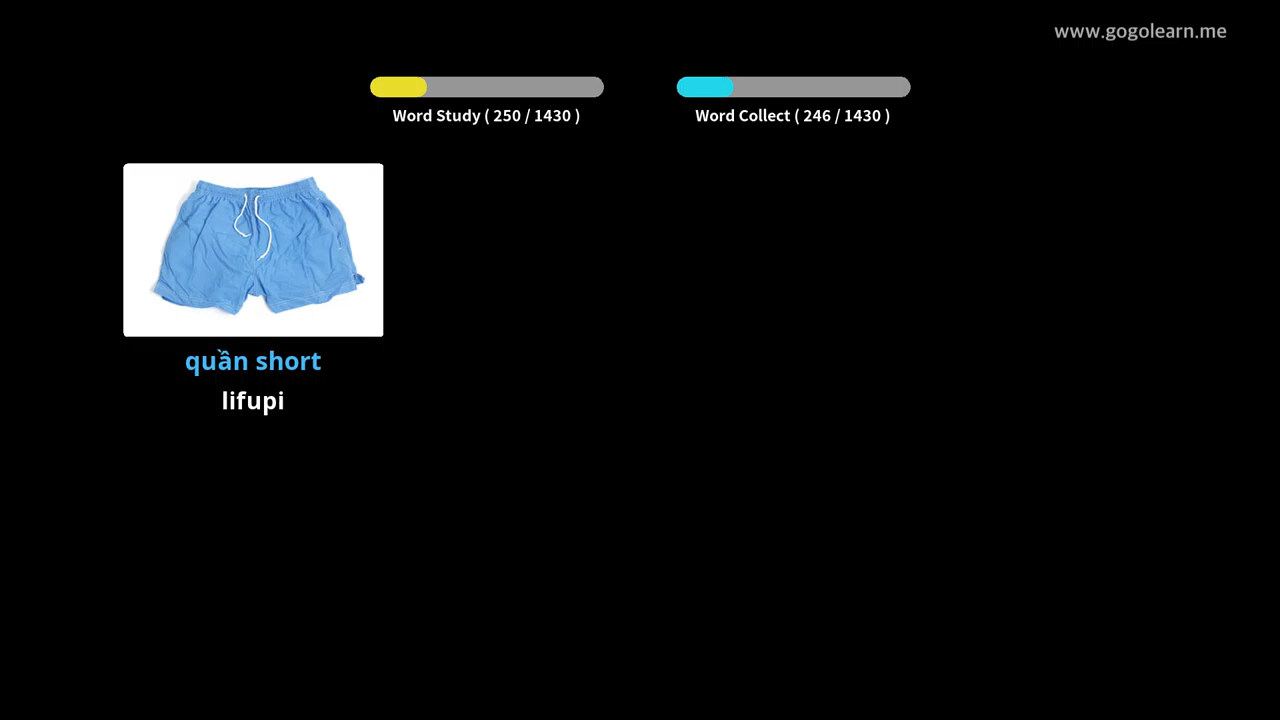 www.gogolearn.me
Word Study ( 250 / 1430 )
Word Collect ( 246 / 1430 )
quần short
lifupi